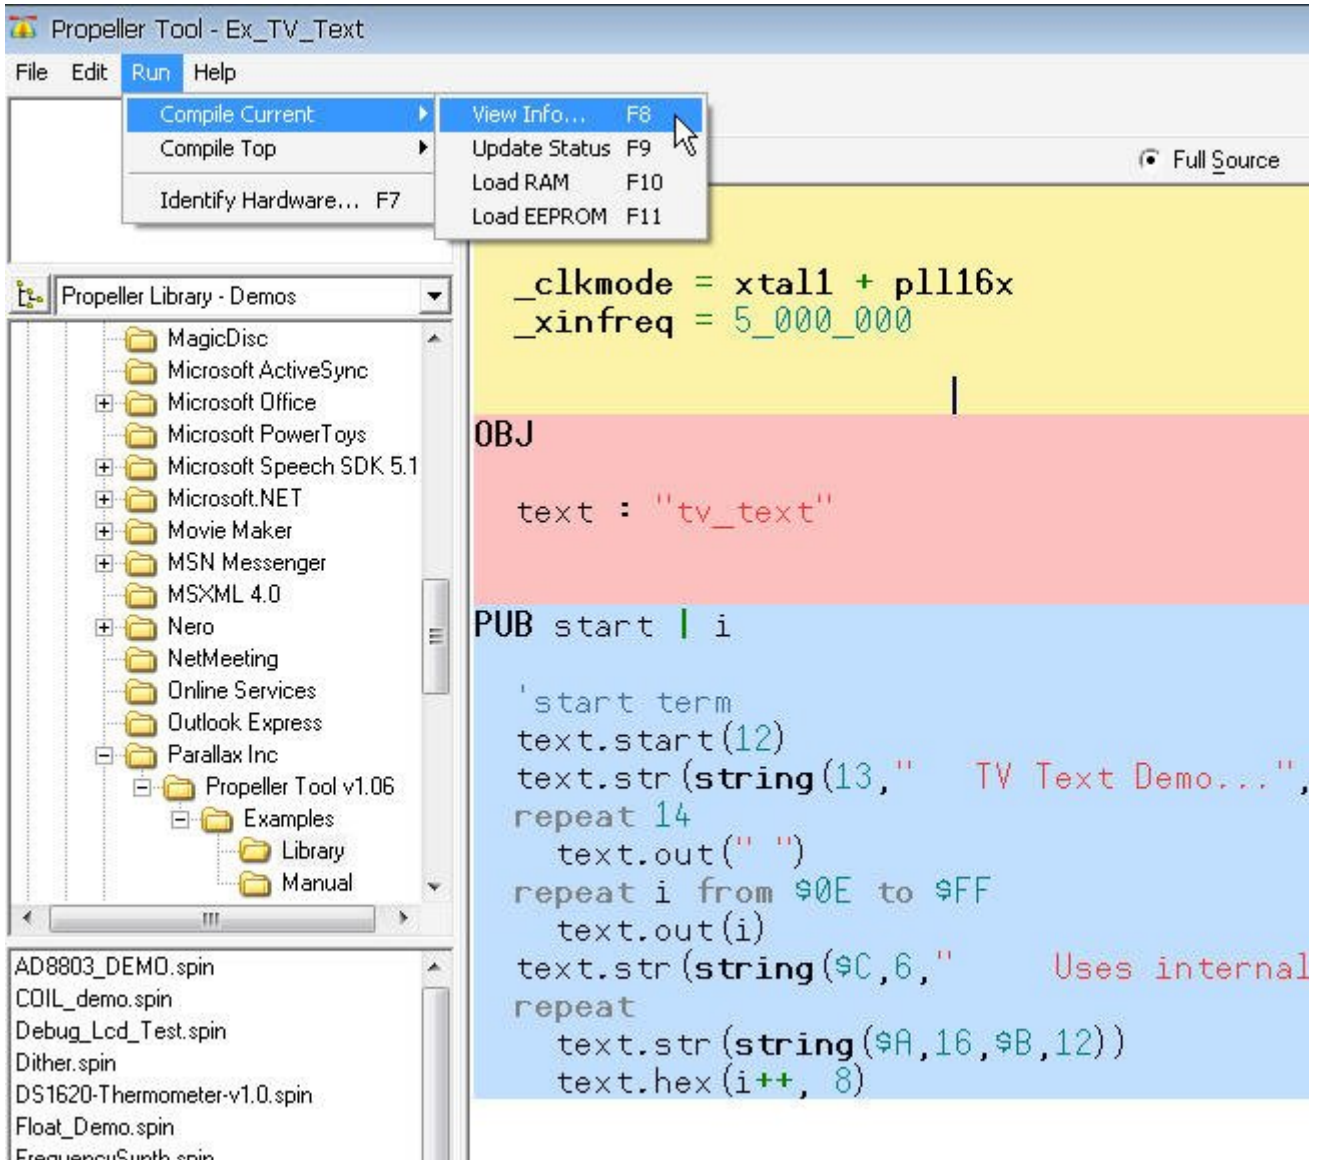 Propeller Tool - Ex_TV_Text
File Edit Run Help
Compile Current
Compile Top
Identify Hardware... F7
View Info... F8
Update Status F9
Load RAM F10
Load EEPROM F11
Full Source
Propeller Library - Demos
MagicDisc
Microsoft ActiveSync
Microsoft Office
Microsoft PowerToys
Microsoft Speech SDK 5.1
Microsoft.NET
Movie Maker
MSN Messenger
MSXML 4.0
Nero
NetMeeting
Online Services
Outlook Express
Parallax Inc
Propeller Tool v1.06
Examples
Library
Manual
AD8803_DEMO.spin
COIL_demo.spin
Debug_Lcd_Test.spin
Dither.spin
DS1620-Thermometer-v1.0.spin
Float_Demo.spin
FrequencySynth.spin
_clkmode = xtal1 + pll16x
_xinfreq = 5_000_000
OBJ
text : "tv_text"
PUB start | i
'start term
text.start(12)
text.str(string(13,"   TV Text Demo...",
repeat 14
text.out(" ")
repeat i from $0E to $FF
text.out(i)
text.str(string($C,6,"     Uses internal
repeat
text.str(string($A,16,$B,12))
text.hex(i++, 8)